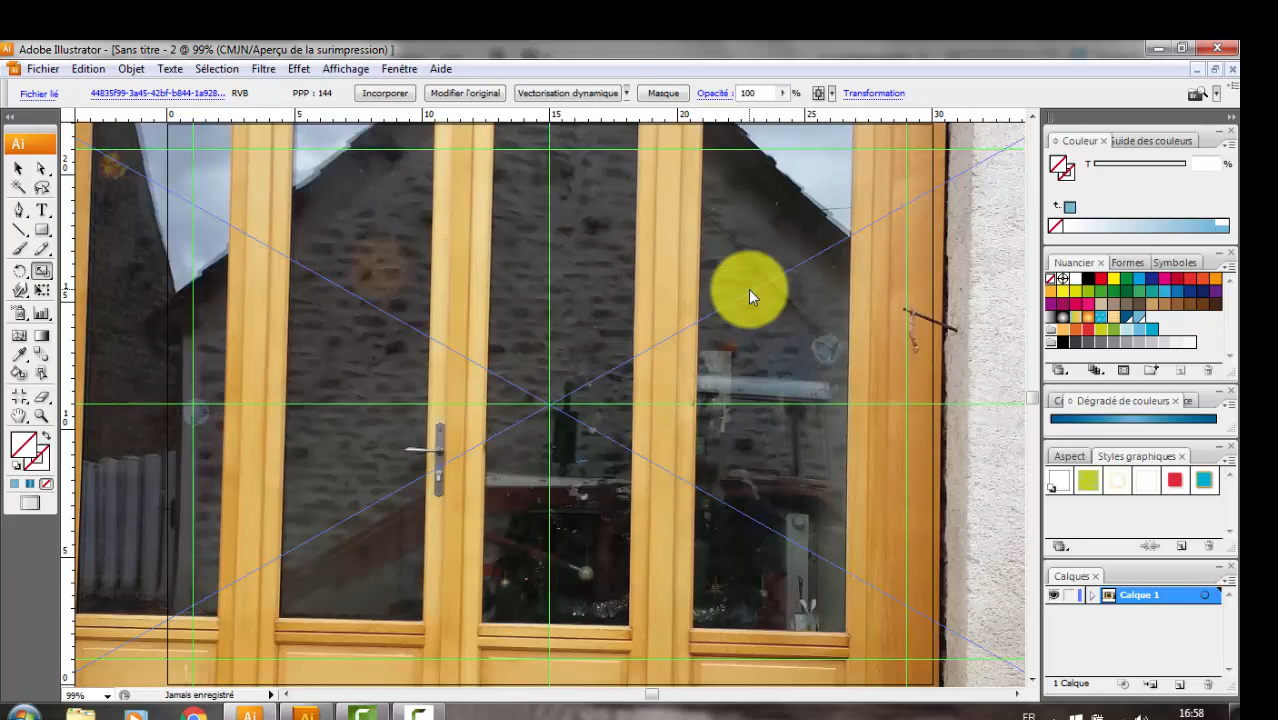 Adobe Illustrator - [Sans titre - 2 @ 99% (CMJN/Aperçu de la surimpression) ]
Fichier Edition Objet Texte Sélection Filtre Effet Affichage Fenêtre Aide
Fichier lié 44835f99-3a45-42bf-b844-1a928... RVB PPP : 144 Incorporer Modifier l'original Vectorisation dynamique Masque Opacité : 100 % Transformation
0 5 10 15 20 25 30
Ai
Couleur Guide des couleurs
T %
Nuancier Formes Symboles
Dégradé de couleurs
Aspect Styles graphiques
Calques
Calque 1
1 Calque
99% Jamais enregistré
FR 16:58